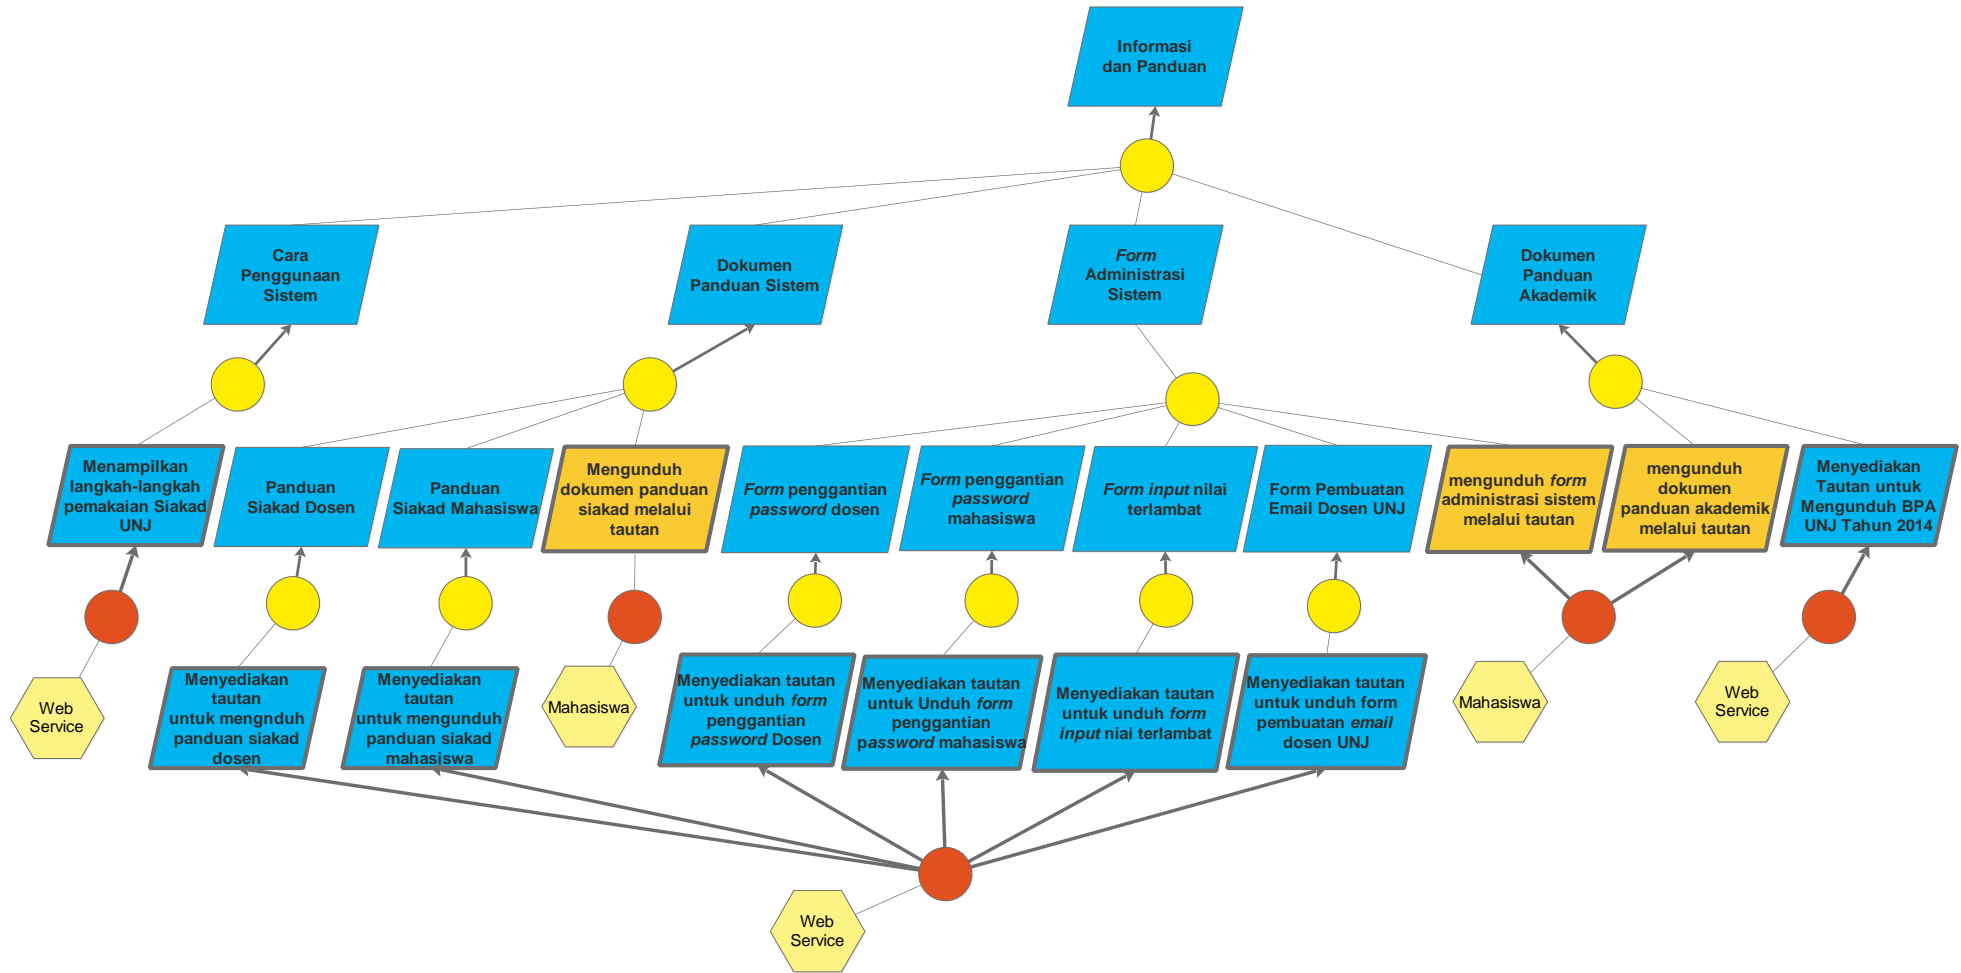 Informasi
dan Panduan
Cara
Penggunaan
Sistem
Dokumen
Panduan Sistem
Form
Administrasi
Sistem
Dokumen
Panduan
Akademik
Menampilkan
langkah-langkah
pemakaian Siakad
UNJ
Panduan
Siakad Dosen
Panduan
Siakad Mahasiswa
Mengunduh
dokumen panduan
siakad melalui
tautan
Form penggantian
password dosen
Form penggantian
password
mahasiswa
Form input nilai
terlambat
Form Pembuatan
Email Dosen UNJ
mengunduh form
administrasi sistem
melalui tautan
mengunduh
dokumen
panduan akademik
melalui tautan
Menyediakan
Tautan untuk
Mengunduh BPA
UNJ Tahun 2014
Web
Service
Menyediakan
tautan
untuk mengnduh
panduan siakad
dosen
Menyediakan
tautan
untuk mengunduh
panduan siakad
mahasiswa
Mahasiswa
Menyediakan tautan
untuk unduh form
penggantian
password Dosen
Menyediakan tautan
untuk Unduh form
penggantian
password mahasiswa
Menyediakan tautan
untuk unduh form
input niai terlambat
Menyediakan tautan
untuk unduh form
pembuatan email
dosen UNJ
Mahasiswa
Web
Service
Web
Service